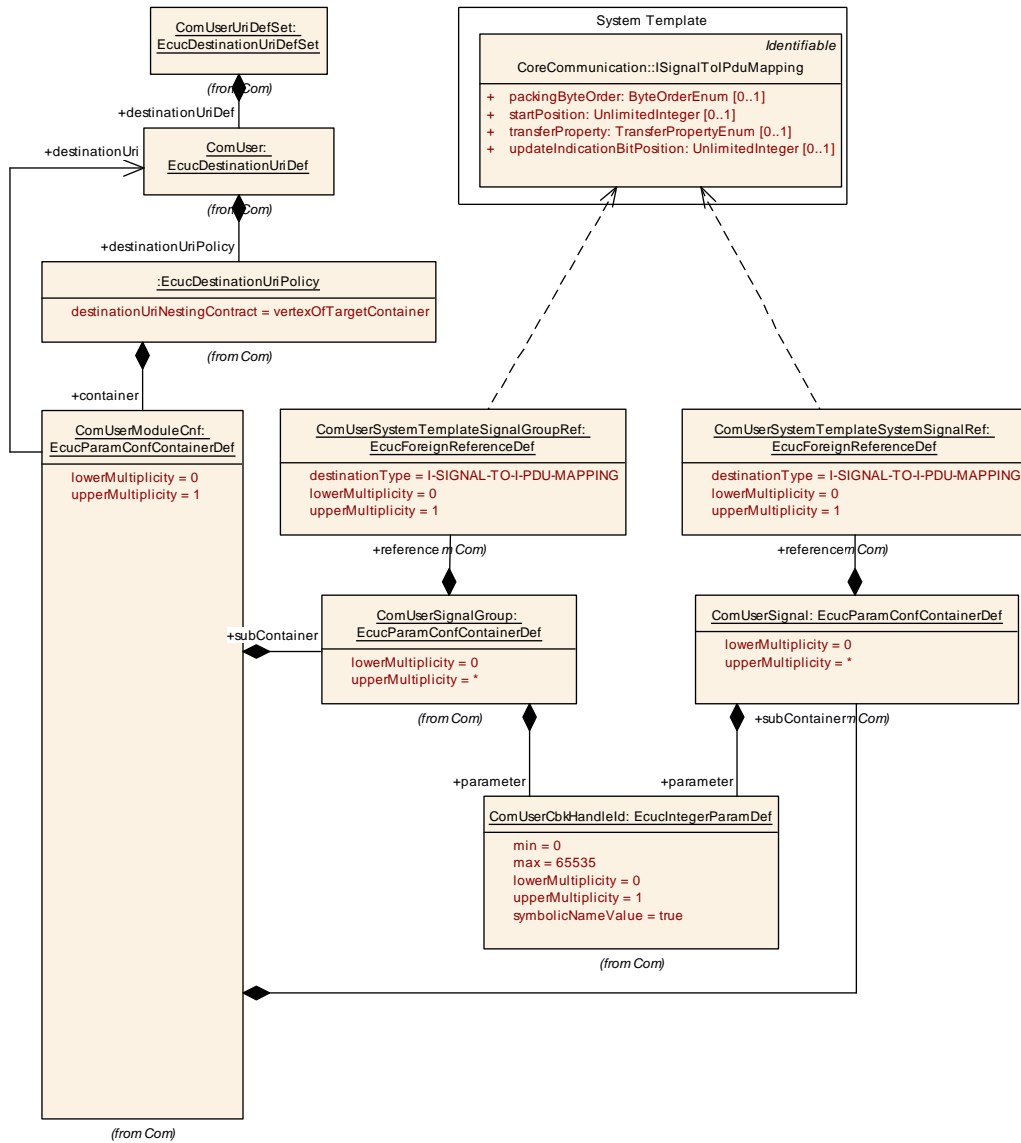 ComUserUriDefSet:
EcucDestinationUriDefSet
(from Com)
+destinationUriDef
+destinationUri
ComUser:
EcucDestinationUriDef
(from Com)
+destinationUriPolicy
:EcucDestinationUriPolicy
destinationUriNestingContract = vertexOfTargetContainer
(from Com)
+container
ComUserModuleCnf:
EcucParamConfContainerDef
lowerMultiplicity = 0
upperMultiplicity = 1
(from Com)
System Template
Identifiable
CoreCommunication::ISignalToIPduMapping
+ packingByteOrder: ByteOrderEnum [0..1]
+ startPosition: UnlimitedInteger [0..1]
+ transferProperty: TransferPropertyEnum [0..1]
+ updateIndicationBitPosition: UnlimitedInteger [0..1]
ComUserSystemTemplateSignalGroupRef:
EcucForeignReferenceDef
destinationType = I-SIGNAL-TO-I-PDU-MAPPING
lowerMultiplicity = 0
upperMultiplicity = 1
+reference m Com)
ComUserSystemTemplateSystemSignalRef:
EcucForeignReferenceDef
destinationType = I-SIGNAL-TO-I-PDU-MAPPING
lowerMultiplicity = 0
upperMultiplicity = 1
+reference m Com)
+subContainer
ComUserSignalGroup:
EcucParamConfContainerDef
lowerMultiplicity = 0
upperMultiplicity = *
(from Com)
ComUserSignal: EcucParamConfContainerDef
lowerMultiplicity = 0
upperMultiplicity = *
+subContainer m Com)
+parameter
+parameter
ComUserCbkHandleId: EcucIntegerParamDef
min = 0
max = 65535
lowerMultiplicity = 0
upperMultiplicity = 1
symbolicNameValue = true
(from Com)